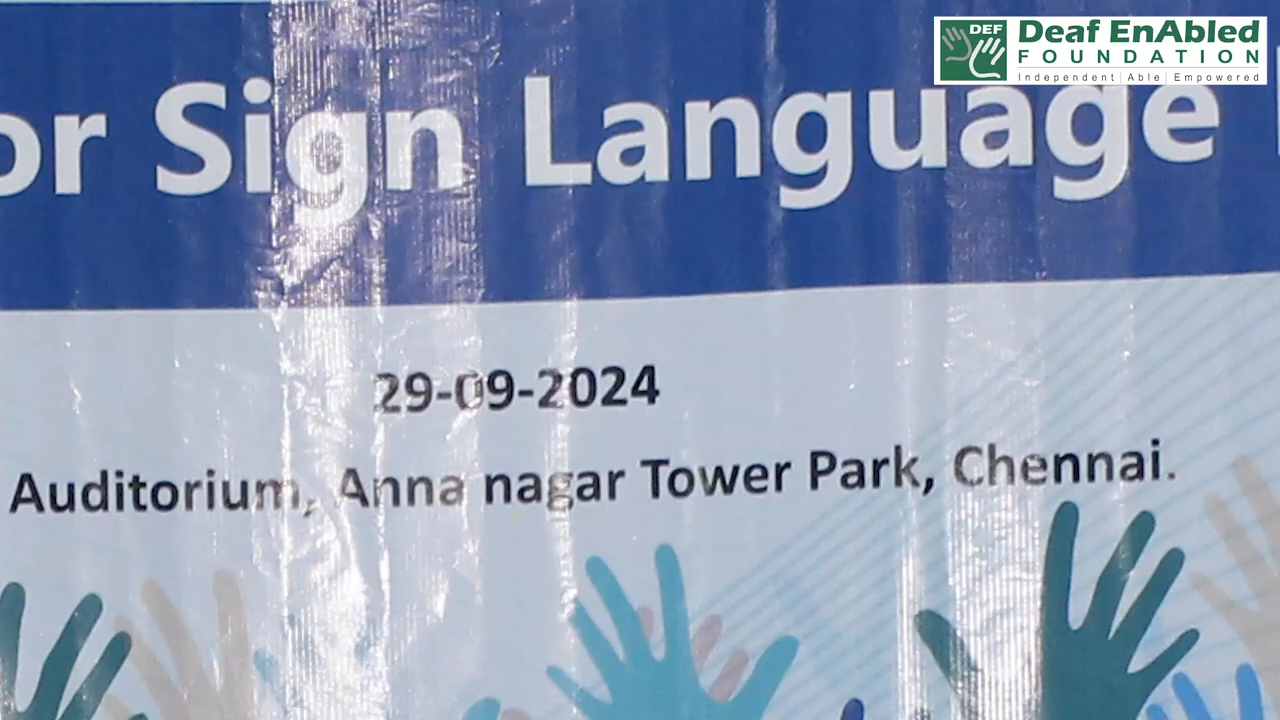 DEF
Deaf EnAbled
FOUNDATION
Independent | Able | Empowered
or Sign Language
29-09-2024
Auditorium, Anna nagar Tower Park, Chennai.